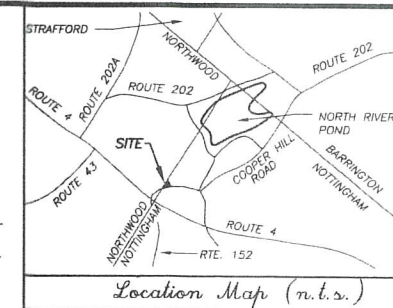 STRAFFORD
NORTHWOOD
ROUTE 202
ROUTE 202A
ROUTE 202
ROUTE 4
NORTH RIVER
POND
SITE
BARRINGTON
NOTTINGHAM
COOPER HILL
ROAD
ROUTE 43
NORTHWOOD
NOTTINGHAM
ROUTE 4
RTE. 152
Location Map (n.t.s.)